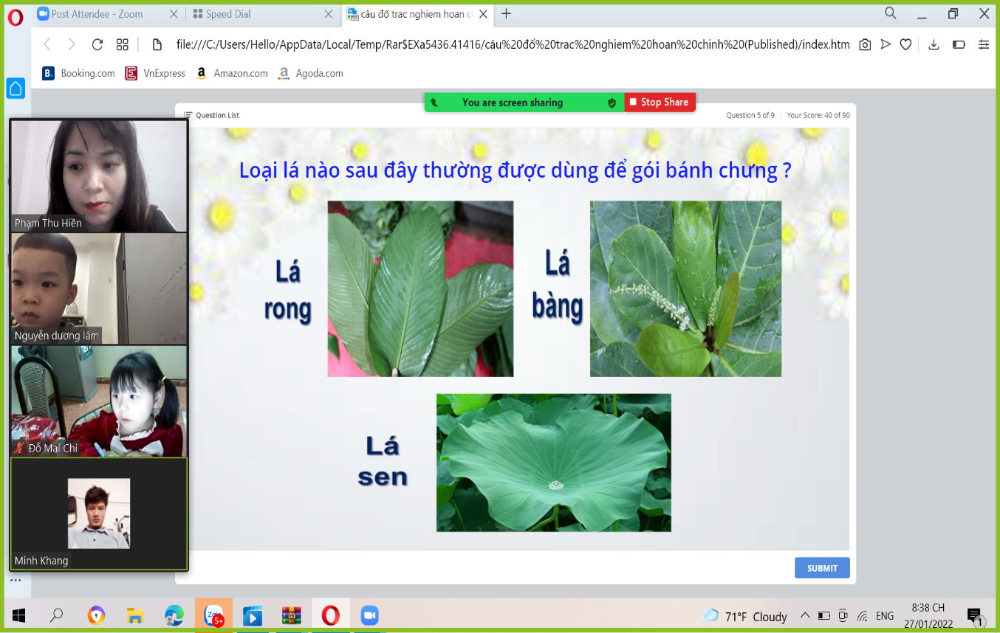 Post Attendee - Zoom
Speed Dial
câu đố trac nghiem hoan c
file:///C:/Users/Hello/AppData/Local/Temp/Rar$EXa5436.41416/câu%20đố%20trac%20nghiem%20hoan%20chinh%20(Published)/index.htm
B. Booking.com
E VnExpress
a Amazon.com
a Agoda.com
You are screen sharing
Stop Share
Question List
Question 5 of 9
Your Score: 40 of 90
Loại lá nào sau đây thường được dùng để gói bánh chưng ?
Lá
rong
Lá
bàng
Lá
sen
SUBMIT
Phạm Thu Hiền
Nguyễn dương lâm
Đỗ Mai Chi
Minh Khang
Zalo
5+
71°F Cloudy
ENG
8:38 CH
27/01/2022
1